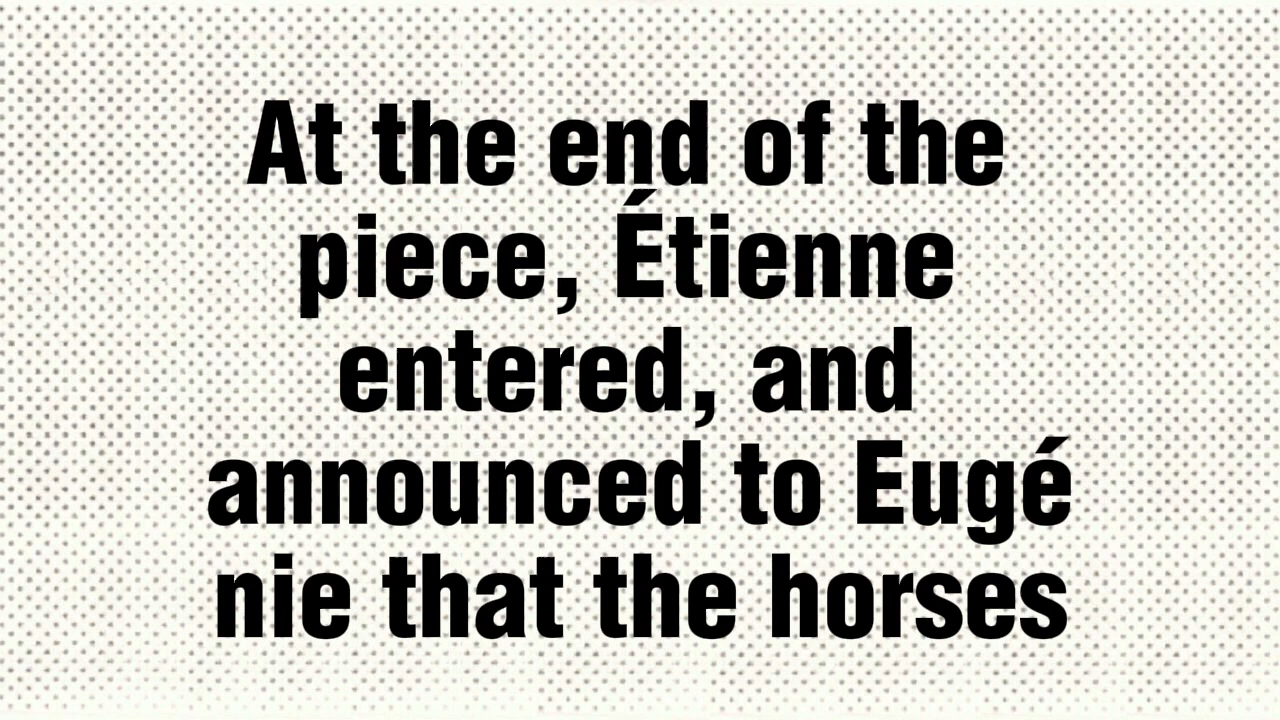 At the end of the
piece, Étienne
entered, and
announced to Eugé
nie that the horses